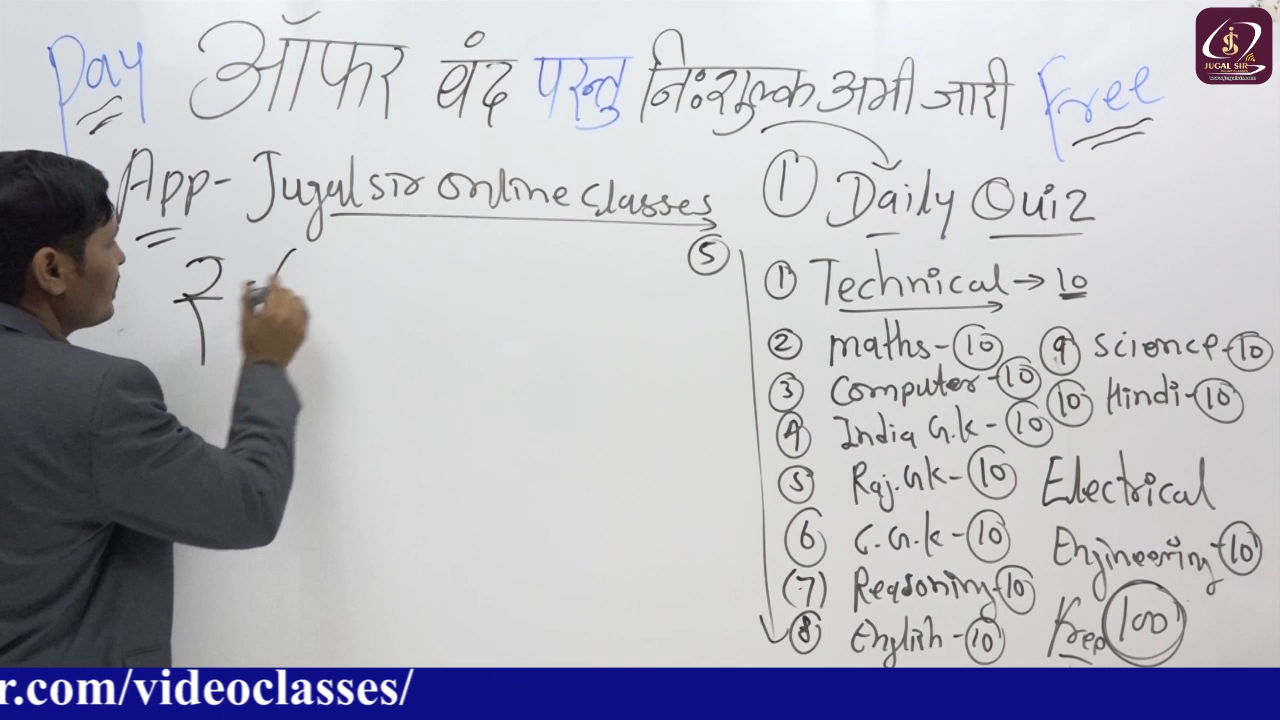 Pay ऑफर बंद परन्तु निःशुल्क अभी जारी Free
App- Jugal sir online classes
① Daily Quiz
⑤
① Technical → 10
② maths- 10
③ Computer- 10
④ India G.K- 10
⑤ Raj. GK- 10
⑥ C.G.K- 10
(7) Reasoning- 10
⑧ English- 10
⑨ Science- 10
⑩ Hindi- 10
Electrical
Engineering- 10
Free 100
JUGAL SIR
r.com/videoclasses/